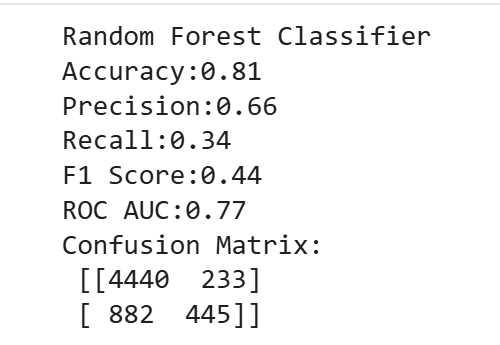 Random Forest Classifier
Accuracy:0.81
Precision:0.66
Recall:0.34
F1 Score:0.44
ROC AUC:0.77
Confusion Matrix:
[[4440  233]
[ 882  445]]